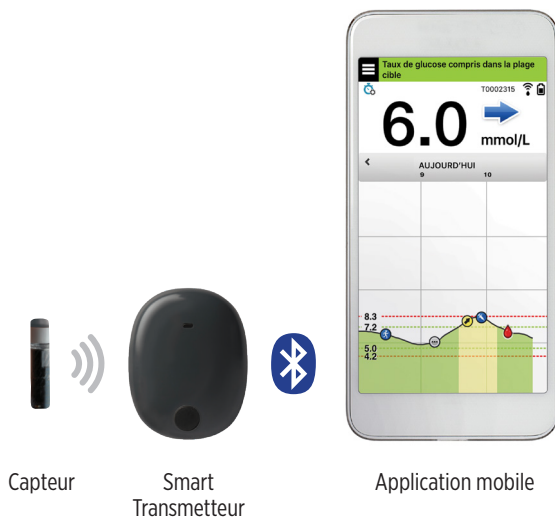 Taux de glucose compris dans la plage
cible
T0002315
6.0
mmol/L
AUJOURD'HUI
9 10
8.3
7.2
5.0
4.2
Capteur
Smart
Transmetteur
Application mobile